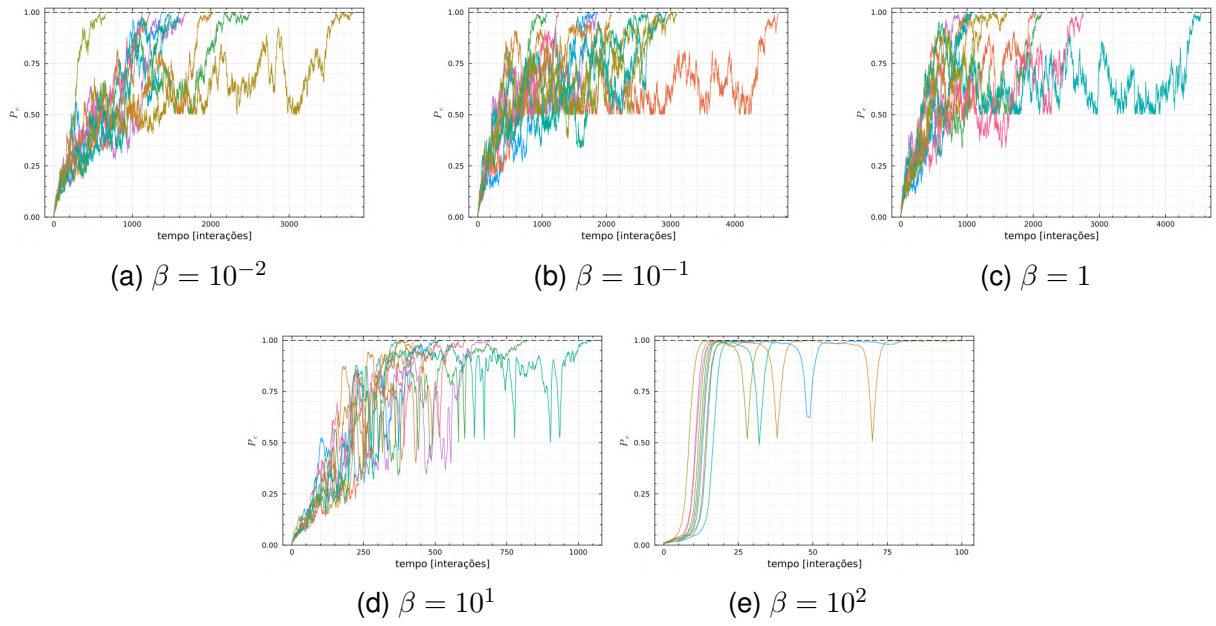 1.00
0.75
0.50
0.25
0.00
P_c
0 1000 2000 3000
tempo [interações]
(a) β = 10⁻²
1.00
0.75
0.50
0.25
0.00
P_c
0 1000 2000 3000 4000
tempo [interações]
(b) β = 10⁻¹
1.00
0.75
0.50
0.25
0.00
P_c
0 1000 2000 3000 4000
tempo [interações]
(c) β = 1
1.00
0.75
0.50
0.25
0.00
P_c
0 250 500 750 1000
tempo [interações]
(d) β = 10¹
1.00
0.75
0.50
0.25
0.00
P_c
0 25 50 75 100
tempo [interações]
(e) β = 10²